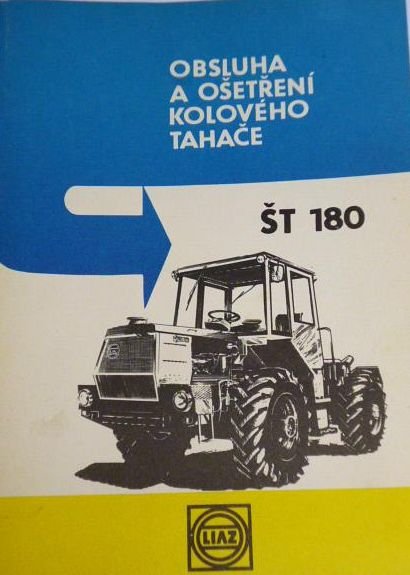 OBSLUHA
A OŠETŘENÍ
KOLOVÉHO
TAHAČE
ŠT 180
LIAZ